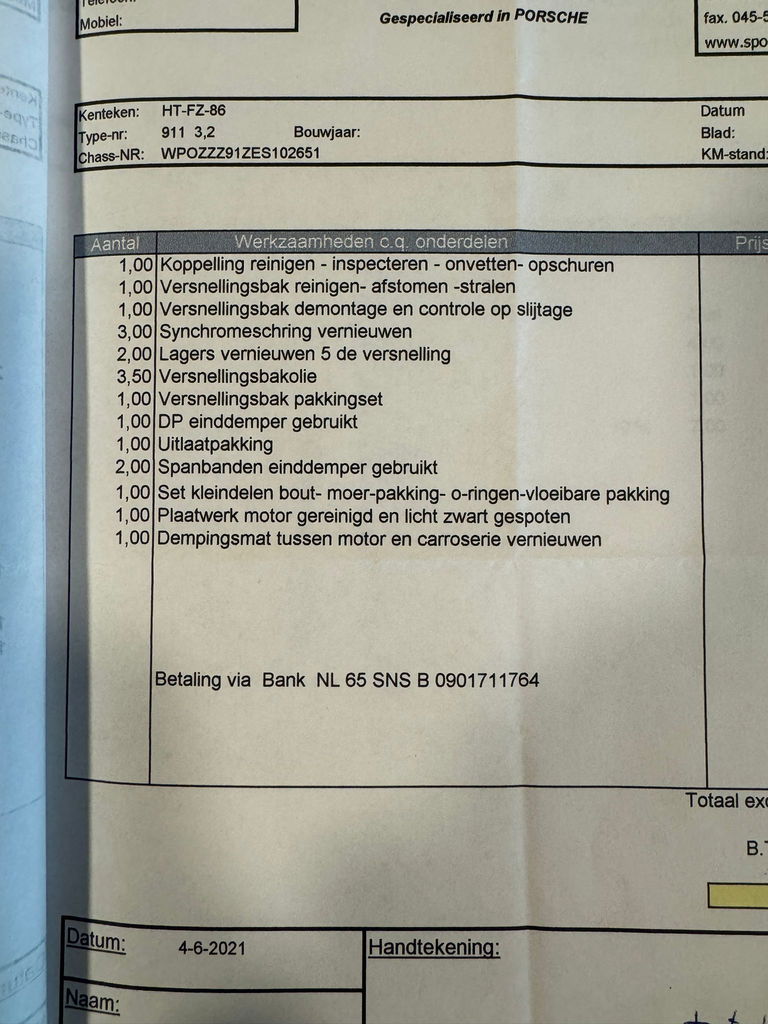 Mobiel:
Gespecialiseerd in PORSCHE
fax. 045-5
www.spo
Kenteken: HT-FZ-86
Datum
Type-nr: 911 3,2 Bouwjaar:
Blad:
Chass-NR: WPOZZZ91ZES102651
KM-stand:
Aantal Werkzaamheden c.q. onderdelen Prijs
1,00 Koppelling reinigen - inspecteren - onvetten- opschuren
1,00 Versnellingsbak reinigen- afstomen -stralen
1,00 Versnellingsbak demontage en controle op slijtage
3,00 Synchromeschring vernieuwen
2,00 Lagers vernieuwen 5 de versnelling
3,50 Versnellingsbakolie
1,00 Versnellingsbak pakkingset
1,00 DP einddemper gebruikt
1,00 Uitlaatpakking
2,00 Spanbanden einddemper gebruikt
1,00 Set kleindelen bout- moer-pakking- o-ringen-vloeibare pakking
1,00 Plaatwerk motor gereinigd en licht zwart gespoten
1,00 Dempingsmat tussen motor en carroserie vernieuwen
Betaling via Bank NL 65 SNS B 0901711764
Totaal exc
B.T
Datum: 4-6-2021
Handtekening:
Naam: